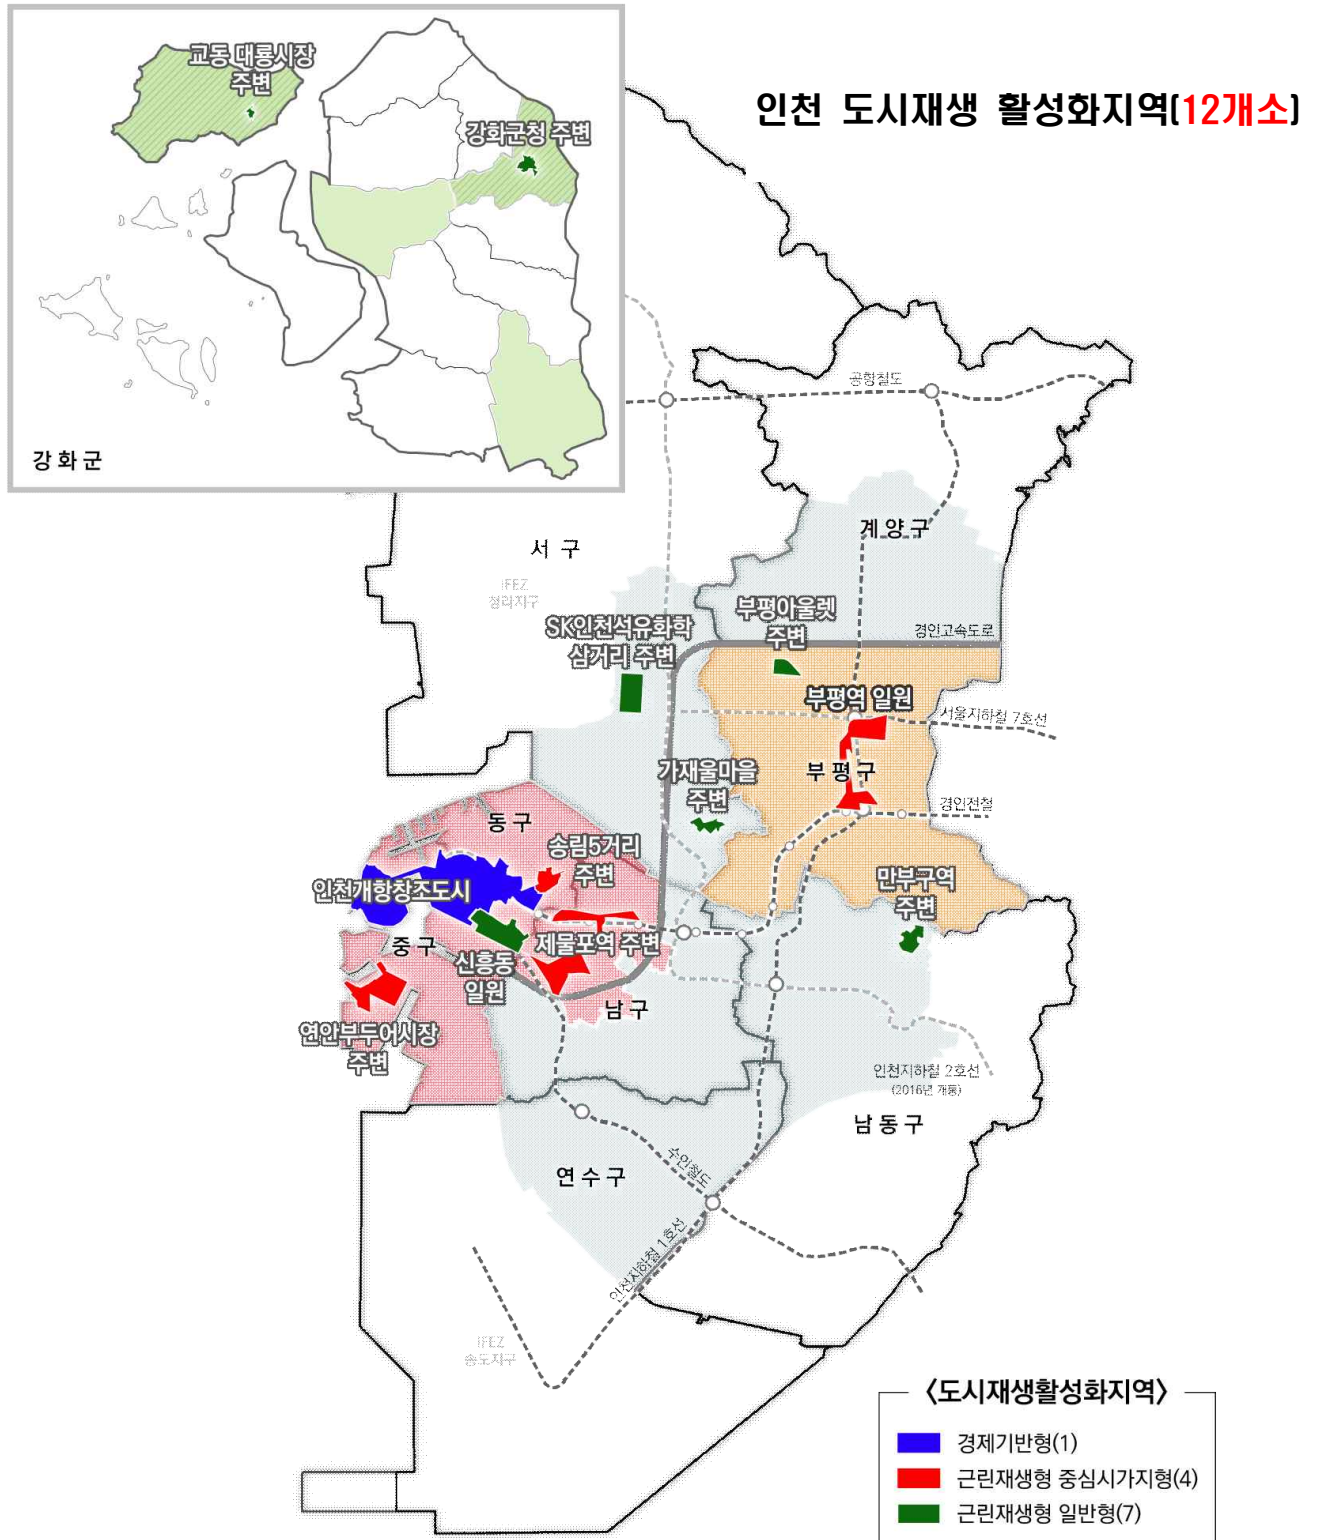 인천 도시재생 활성화지역(12개소)
교동 대룡시장
주변
강화군청 주변
강화군
공항철도
계양구
서구
IFEZ
청라지구
부평아울렛
주변
경인고속도로
SK인천석유화학
삼거리 주변
부평역 일원
서울지하철 7호선
가재울마을
주변
부평구
경인전철
동구
송림5거리
주변
인천개항창조도시
만부구역
주변
중구
신흥동
일원
제물포역 주변
남구
연안부두어시장
주변
인천지하철 2호선
(2016년 개통)
남동구
수인철도
연수구
인천지하철 1호선
IFEZ
송도지구
〈도시재생활성화지역〉
경제기반형(1)
근린재생형 중심시가지형(4)
근린재생형 일반형(7)